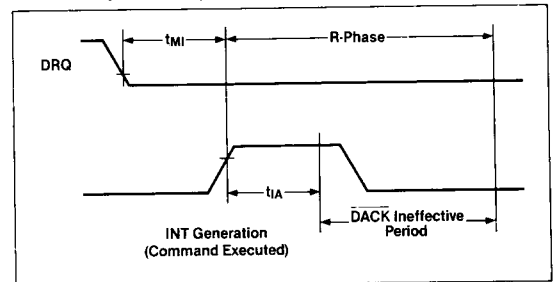 tMI
R-Phase
DRQ
tIA
INT Generation
(Command Executed)
DACK Ineffective
Period